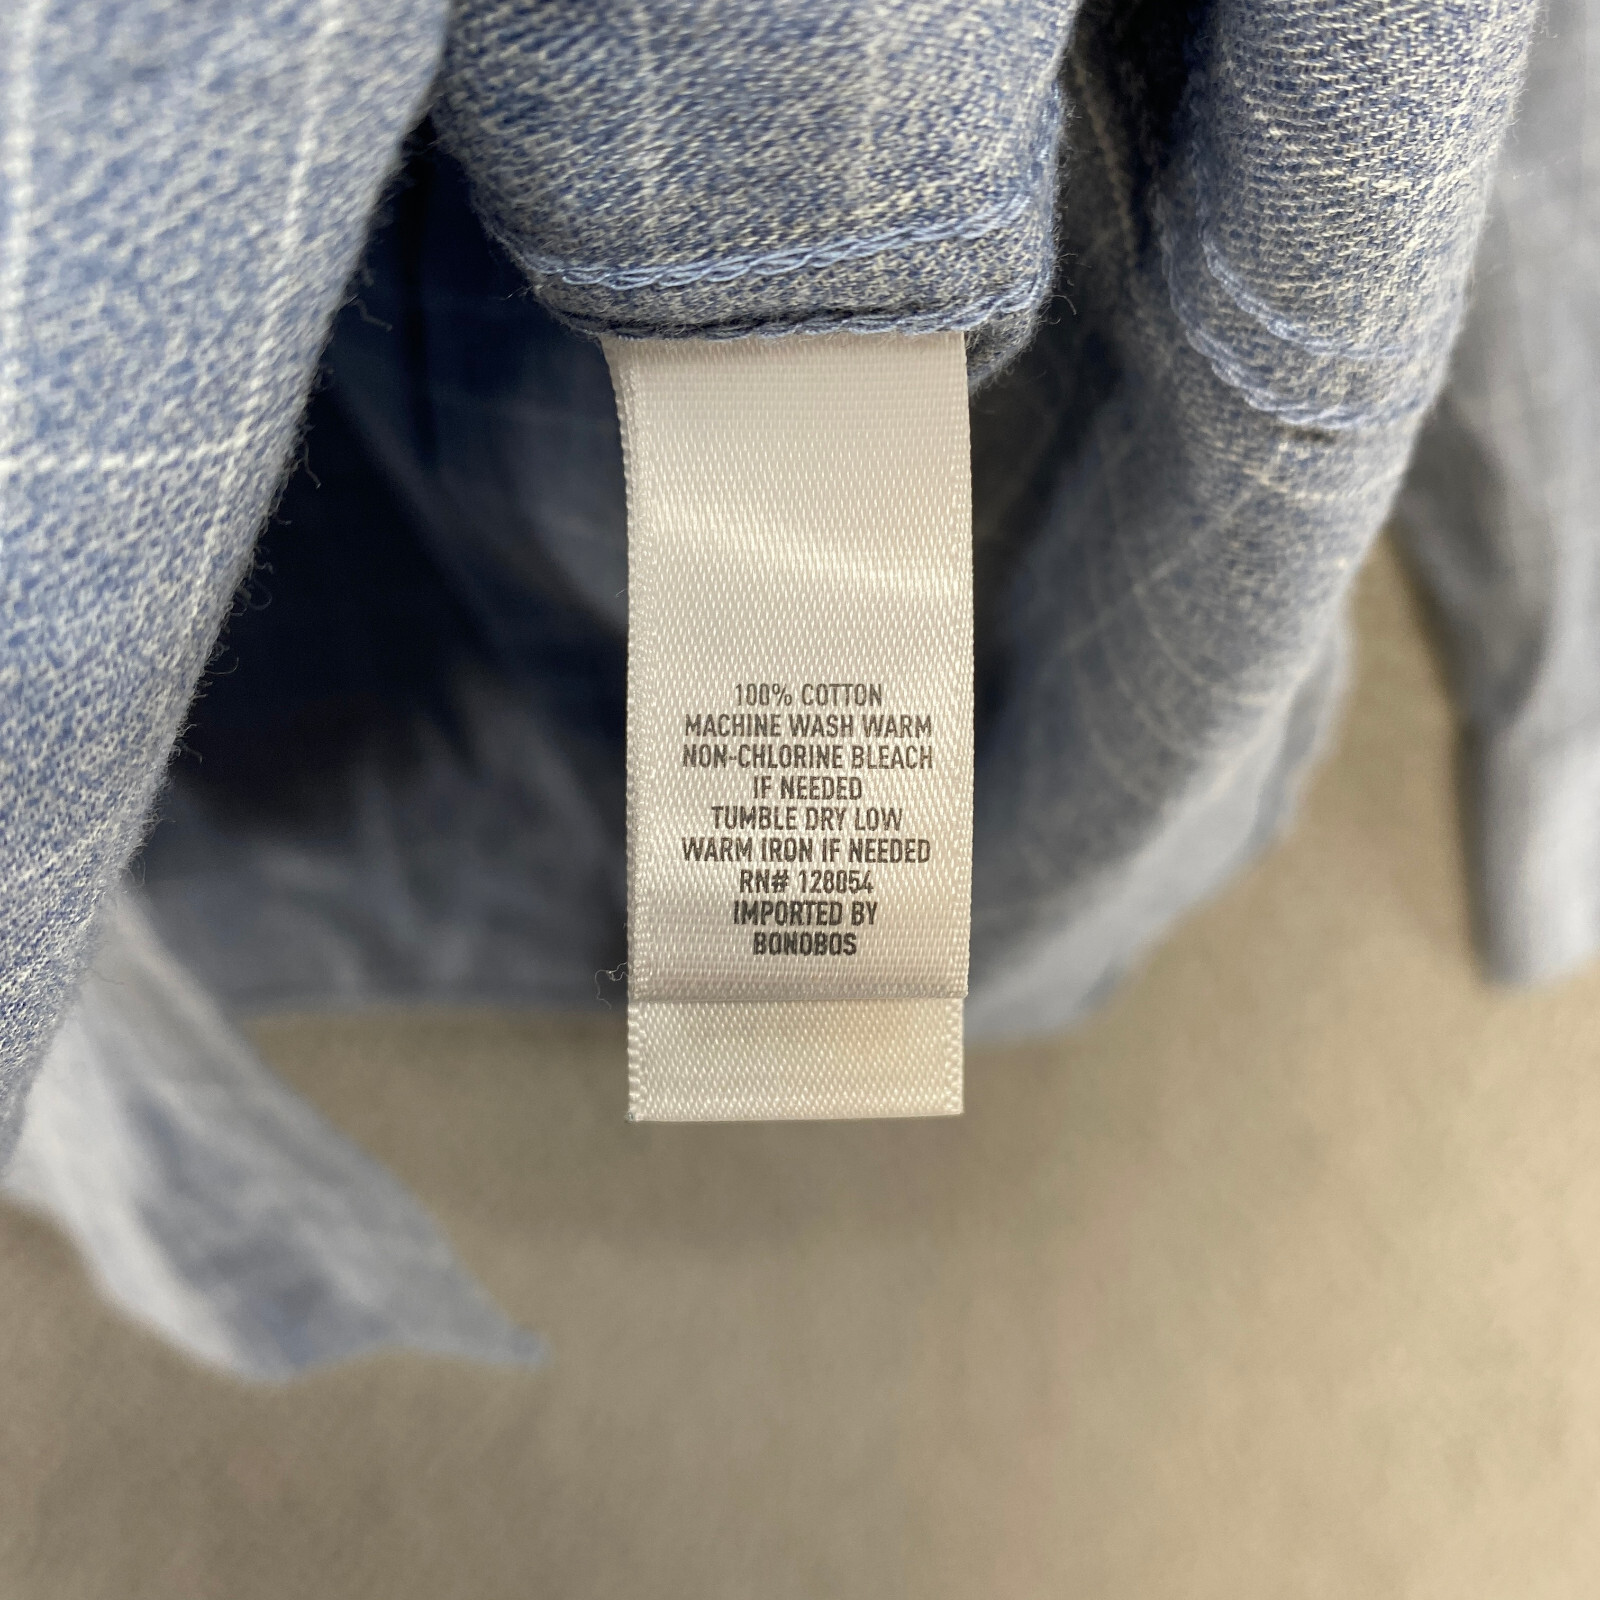 100% COTTON
MACHINE WASH WARM
NON-CHLORINE BLEACH
IF NEEDED
TUMBLE DRY LOW
WARM IRON IF NEEDED
RN# 128054
IMPORTED BY
BONOBOS